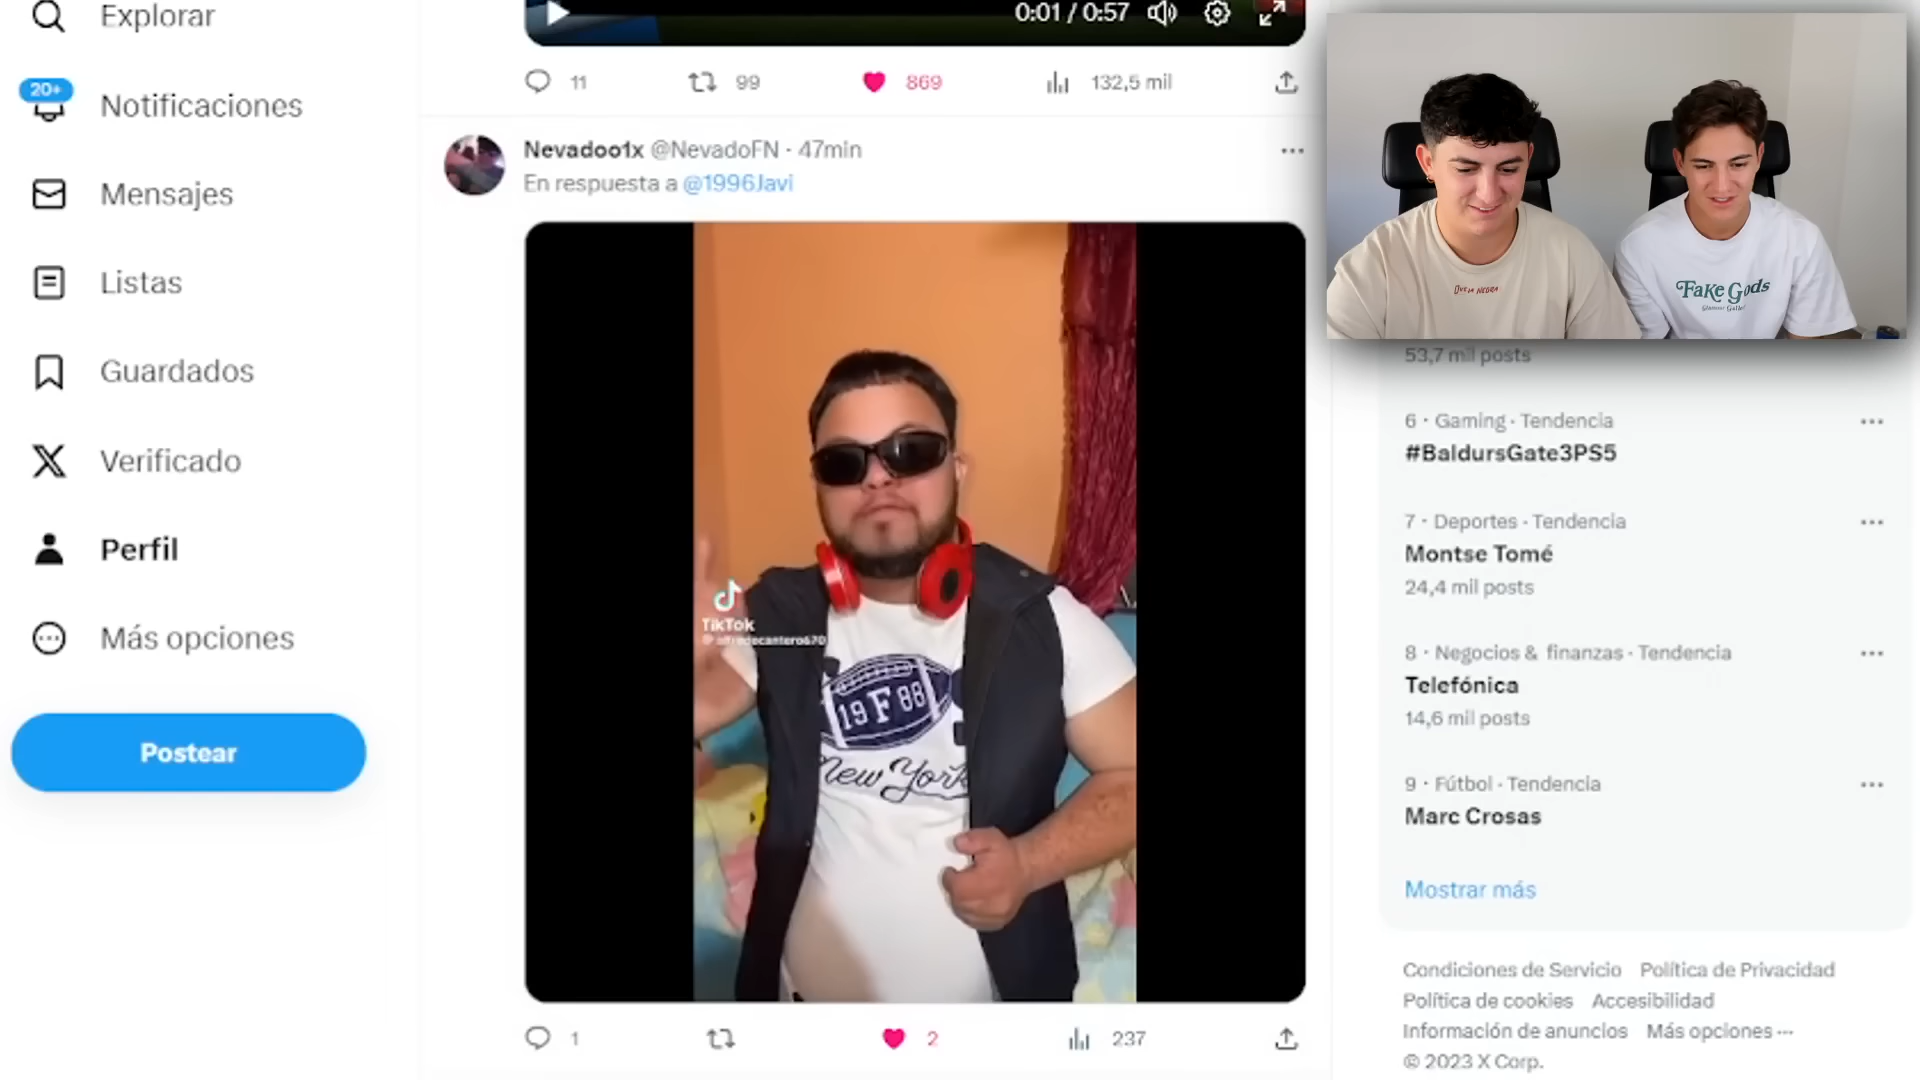 Explorar
20+
Notificaciones
Mensajes
Listas
Guardados
Verificado
Perfil
Más opciones
Postear
0:01 / 0:57
11
99
869
132,5 mil
Nevadoo1x @NevadoFN · 47min
En respuesta a @1996Javi
TikTok
19 F 88
New York
1
2
237
OVEJA NEGRA
Fake Gods
53,7 mil posts
6 · Gaming · Tendencia
#BaldursGate3PS5
7 · Deportes · Tendencia
Montse Tomé
24,4 mil posts
8 · Negocios & finanzas · Tendencia
Telefónica
14,6 mil posts
9 · Fútbol · Tendencia
Marc Crosas
Mostrar más
Condiciones de Servicio Política de Privacidad
Política de cookies Accesibilidad
Información de anuncios Más opciones ···
© 2023 X Corp.